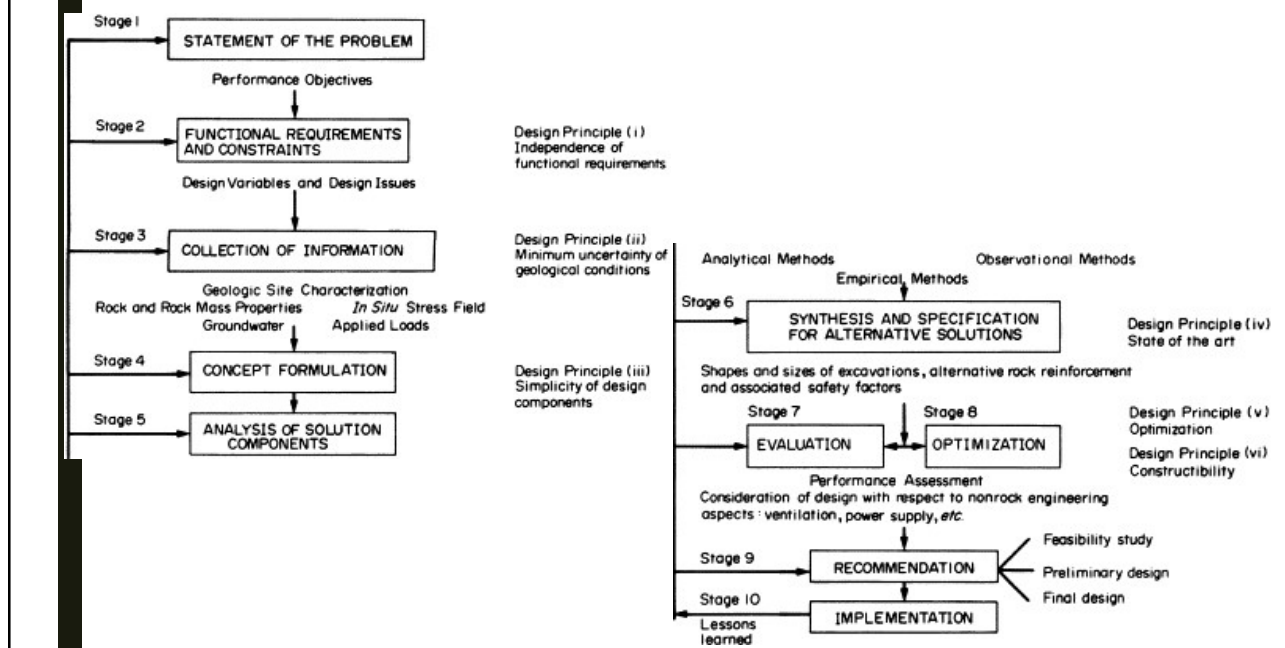 Stage 1
STATEMENT OF THE PROBLEM
Performance Objectives
Stage 2
FUNCTIONAL REQUIREMENTS
AND CONSTRAINTS
Design Principle (i)
Independence of
functional requirements
Design Variables and Design Issues
Stage 3
COLLECTION OF INFORMATION
Design Principle (ii)
Minimum uncertainty of
geological conditions
Geologic Site Characterization
Rock and Rock Mass Properties In Situ Stress Field
Groundwater Applied Loads
Stage 4
CONCEPT FORMULATION
Design Principle (iii)
Simplicity of design
components
Stage 5
ANALYSIS OF SOLUTION
COMPONENTS
Analytical Methods Observational Methods
Empirical Methods
Stage 6
SYNTHESIS AND SPECIFICATION
FOR ALTERNATIVE SOLUTIONS
Design Principle (iv)
State of the art
Shapes and sizes of excavations, alternative rock reinforcement
and associated safety factors
Stage 7 Stage 8
EVALUATION OPTIMIZATION
Design Principle (v)
Optimization
Design Principle (vi)
Constructibility
Performance Assessment
Consideration of design with respect to nonrock engineering
aspects : ventilation, power supply, etc.
Stage 9
RECOMMENDATION
Feasibility study
Preliminary design
Final design
Stage 10
IMPLEMENTATION
Lessons
learned